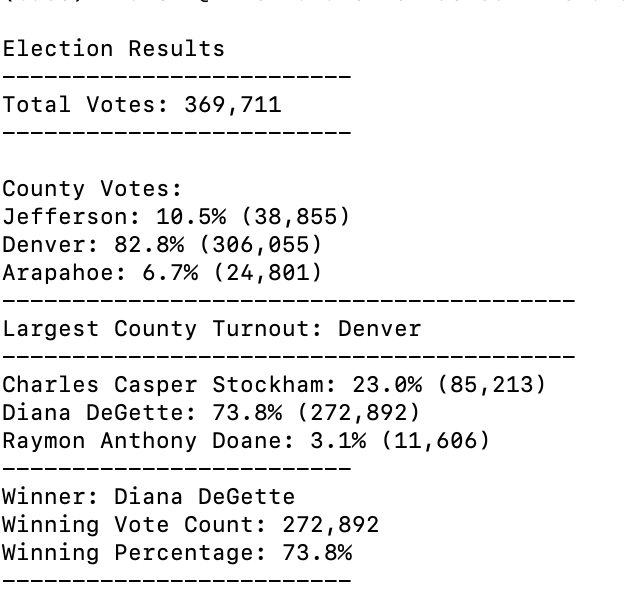 Election Results
-------------------------
Total Votes: 369,711
-------------------------
County Votes:
Jefferson: 10.5% (38,855)
Denver: 82.8% (306,055)
Arapahoe: 6.7% (24,801)
-----------------------------------------
Largest County Turnout: Denver
-----------------------------------------
Charles Casper Stockham: 23.0% (85,213)
Diana DeGette: 73.8% (272,892)
Raymon Anthony Doane: 3.1% (11,606)
-------------------------
Winner: Diana DeGette
Winning Vote Count: 272,892
Winning Percentage: 73.8%
-------------------------